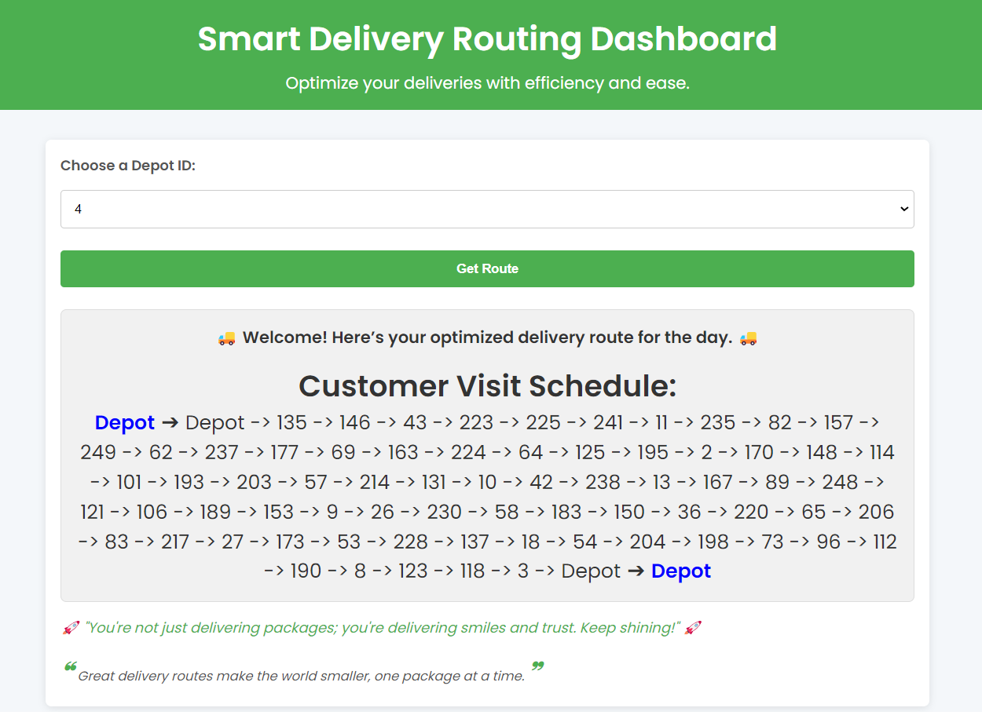 Smart Delivery Routing Dashboard
Optimize your deliveries with efficiency and ease.
Choose a Depot ID:
4
Get Route
🚚 Welcome! Here’s your optimized delivery route for the day. 🚚
Customer Visit Schedule:
Depot ➔ Depot -> 135 -> 146 -> 43 -> 223 -> 225 -> 241 -> 11 -> 235 -> 82 -> 157 ->
249 -> 62 -> 237 -> 177 -> 69 -> 163 -> 224 -> 64 -> 125 -> 195 -> 2 -> 170 -> 148 -> 114
-> 101 -> 193 -> 203 -> 57 -> 214 -> 131 -> 10 -> 42 -> 238 -> 13 -> 167 -> 89 -> 248 ->
121 -> 106 -> 189 -> 153 -> 9 -> 26 -> 230 -> 58 -> 183 -> 150 -> 36 -> 220 -> 65 -> 206
-> 83 -> 217 -> 27 -> 173 -> 53 -> 228 -> 137 -> 18 -> 54 -> 204 -> 198 -> 73 -> 96 -> 112
-> 190 -> 8 -> 123 -> 118 -> 3 -> Depot ➔ Depot
🚀 "You're not just delivering packages; you're delivering smiles and trust. Keep shining!" 🚀
❝ Great delivery routes make the world smaller, one package at a time. ❞